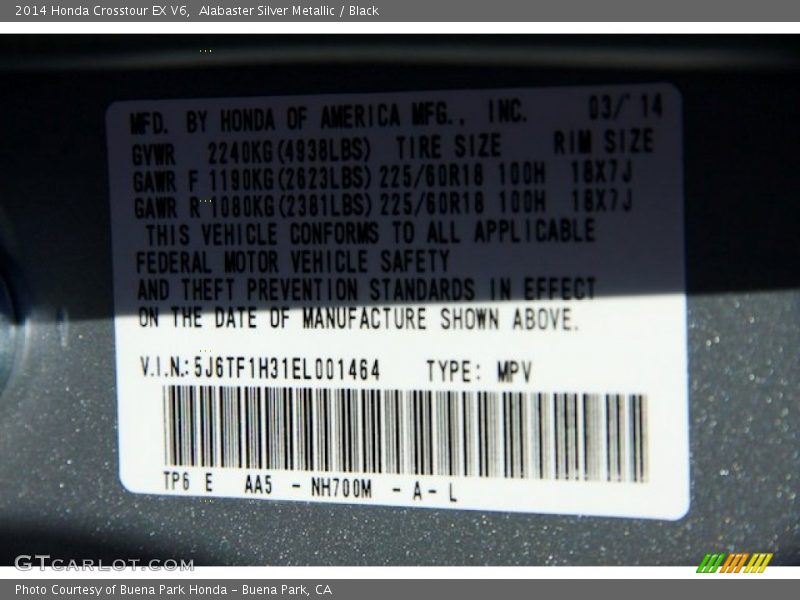 2014 Honda Crosstour EX V6,  Alabaster Silver Metallic / Black
MFD. BY HONDA OF AMERICA MFG., INC. 03/ 14
GVWR 2240KG(4938LBS) TIRE SIZE RIM SIZE
GAWR F 1190KG(2623LBS) 225/60R18 100H 18X7J
GAWR R 1080KG(2381LBS) 225/60R18 100H 18X7J
THIS VEHICLE CONFORMS TO ALL APPLICABLE
FEDERAL MOTOR VEHICLE SAFETY
AND THEFT PREVENTION STANDARDS IN EFFECT
ON THE DATE OF MANUFACTURE SHOWN ABOVE.
V.I.N.: 5J6TF1H31EL001464 TYPE: MPV
TP6 E AA5 - NH700M - A - L
GTCARLOT.COM
Photo Courtesy of Buena Park Honda - Buena Park, CA